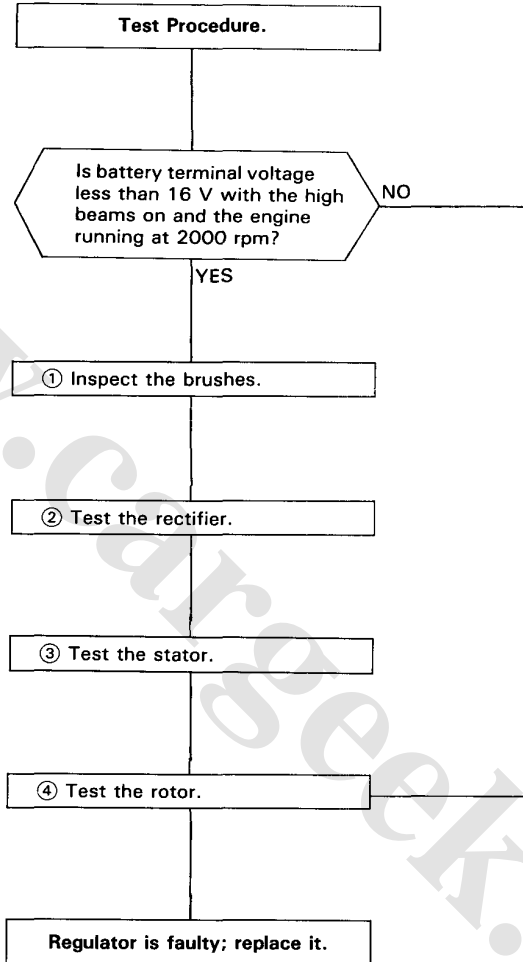 Test Procedure.
Is battery terminal voltage
less than 16 V with the high
beams on and the engine
running at 2000 rpm?
NO
YES
① Inspect the brushes.
② Test the rectifier.
③ Test the stator.
④ Test the rotor.
Regulator is faulty; replace it.
.cargeek.